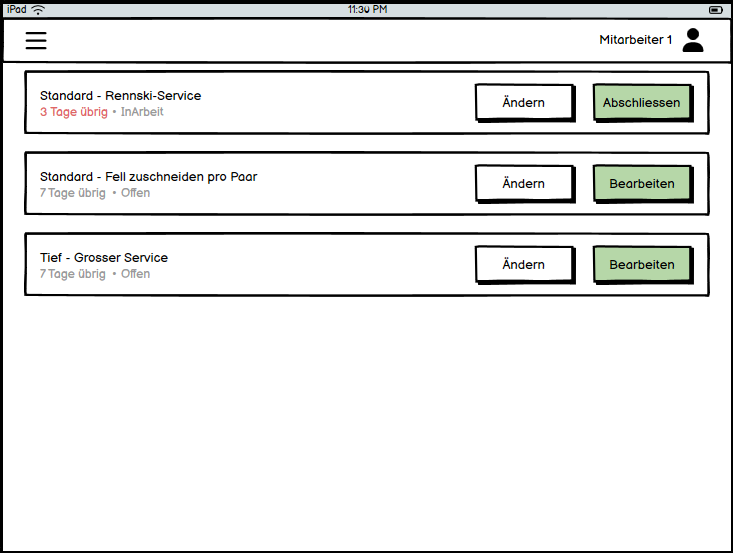 iPad 11:30 PM
Mitarbeiter 1
Standard - Rennski-Service
3 Tage übrig • InArbeit
Ändern
Abschliessen
Standard - Fell zuschneiden pro Paar
7 Tage übrig • Offen
Ändern
Bearbeiten
Tief - Grosser Service
7 Tage übrig • Offen
Ändern
Bearbeiten